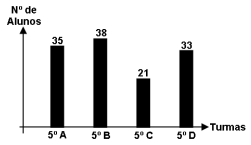 Nº de
Alunos
35
38
21
33
5º A
5º B
5º C
5º D
Turmas